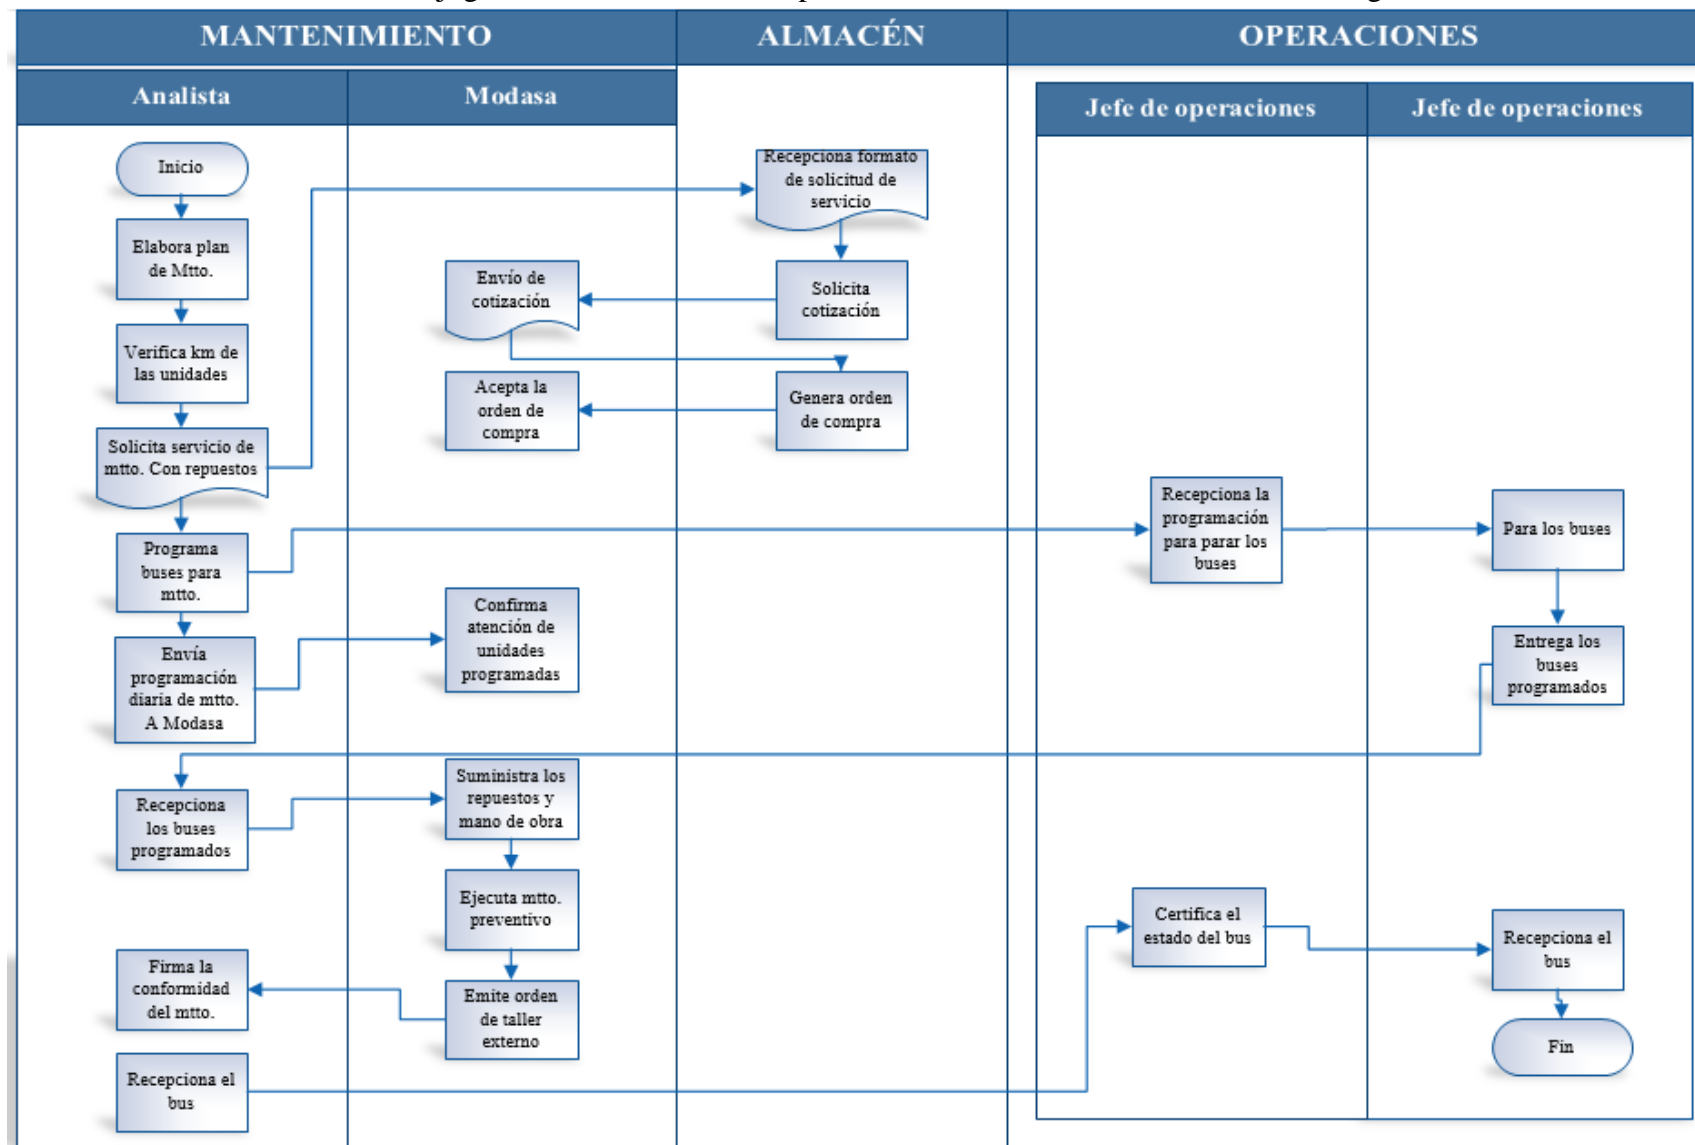 MANTENIMIENTO
ALMACÉN
OPERACIONES
Analista
Modasa
Jefe de operaciones
Jefe de operaciones
Inicio
Elabora plan
de Mtto.
Verifica km de
las unidades
Solicita servicio de
mtto. Con repuestos
Programa
buses para
mtto.
Envía
programación
diaria de mtto.
A Modasa
Recepciona
los buses
programados
Firma la
conformidad
del mtto.
Recepciona el
bus
Envío de
cotización
Acepta la
orden de
compra
Confirma
atención de
unidades
programadas
Suministra los
repuestos y
mano de obra
Ejecuta mtto.
preventivo
Emite orden
de taller
externo
Recepciona formato
de solicitud de
servicio
Solicita
cotización
Genera orden
de compra
Recepciona la
programación
para parar los
buses
Certifica el
estado del bus
Para los buses
Entrega los
buses
programados
Recepciona el
bus
Fin